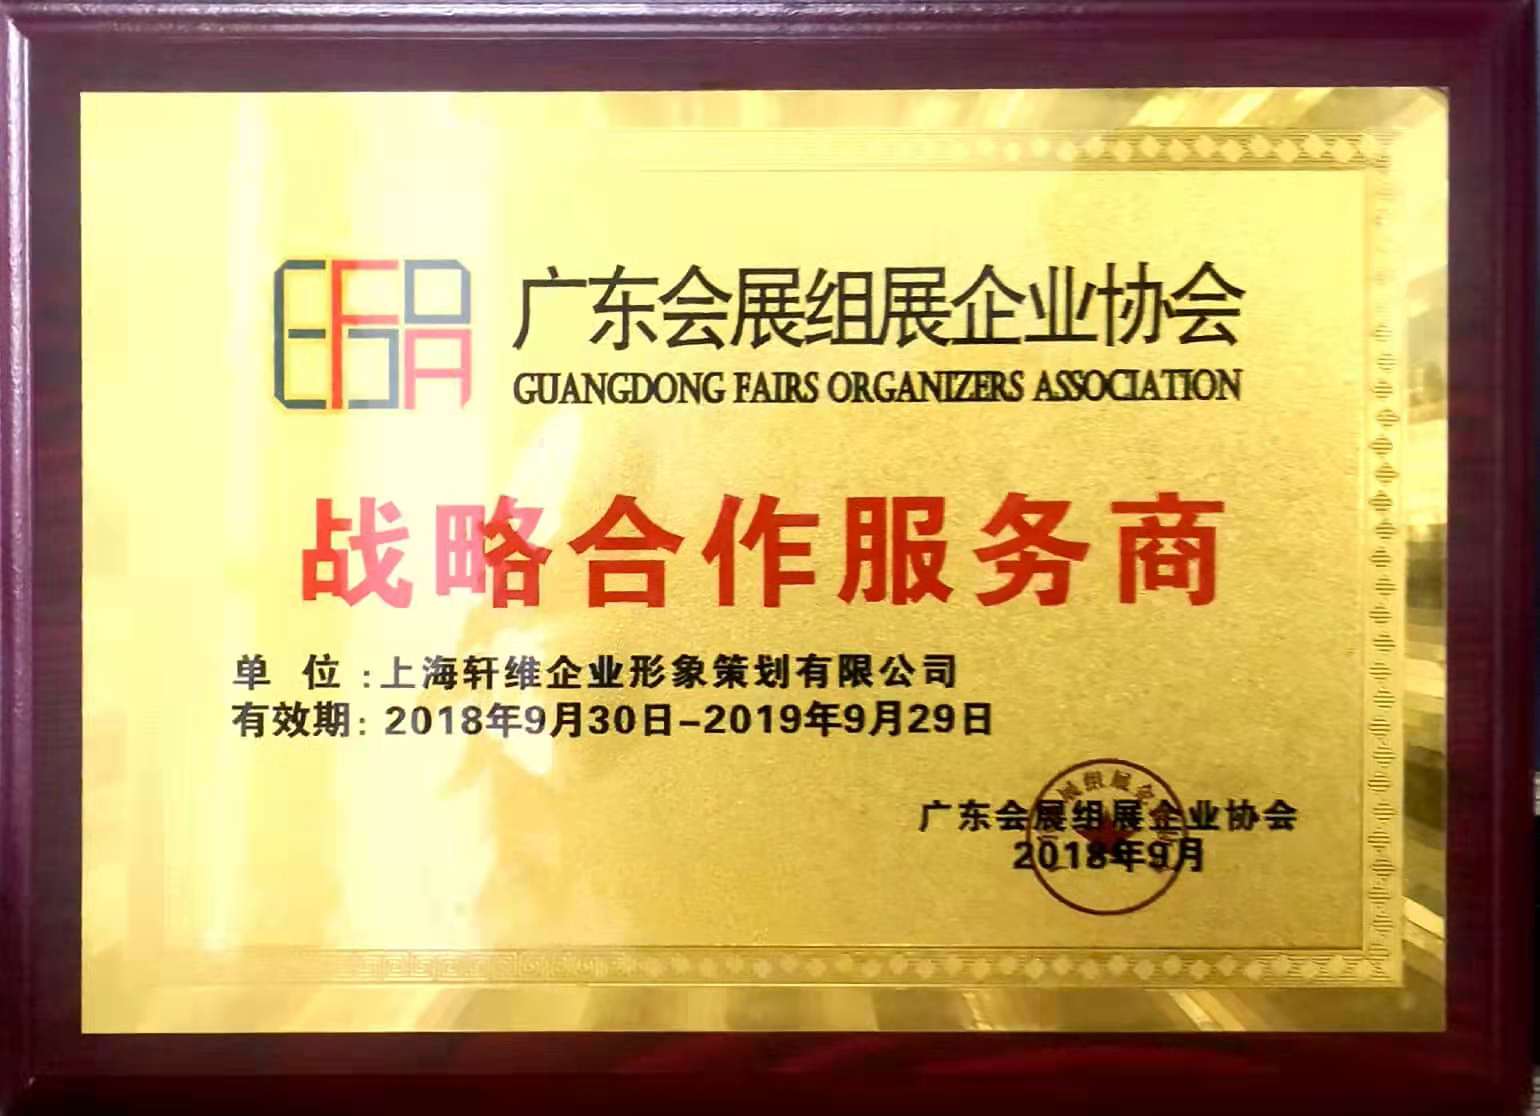 广东会展组展企业协会
GUANGDONG FAIRS ORGANIZERS ASSOCIATION
战略合作服务商
单 位:上海轩维企业形象策划有限公司
有效期: 2018年9月30日-2019年9月29日
广东会展组展企业协会
2018年9月